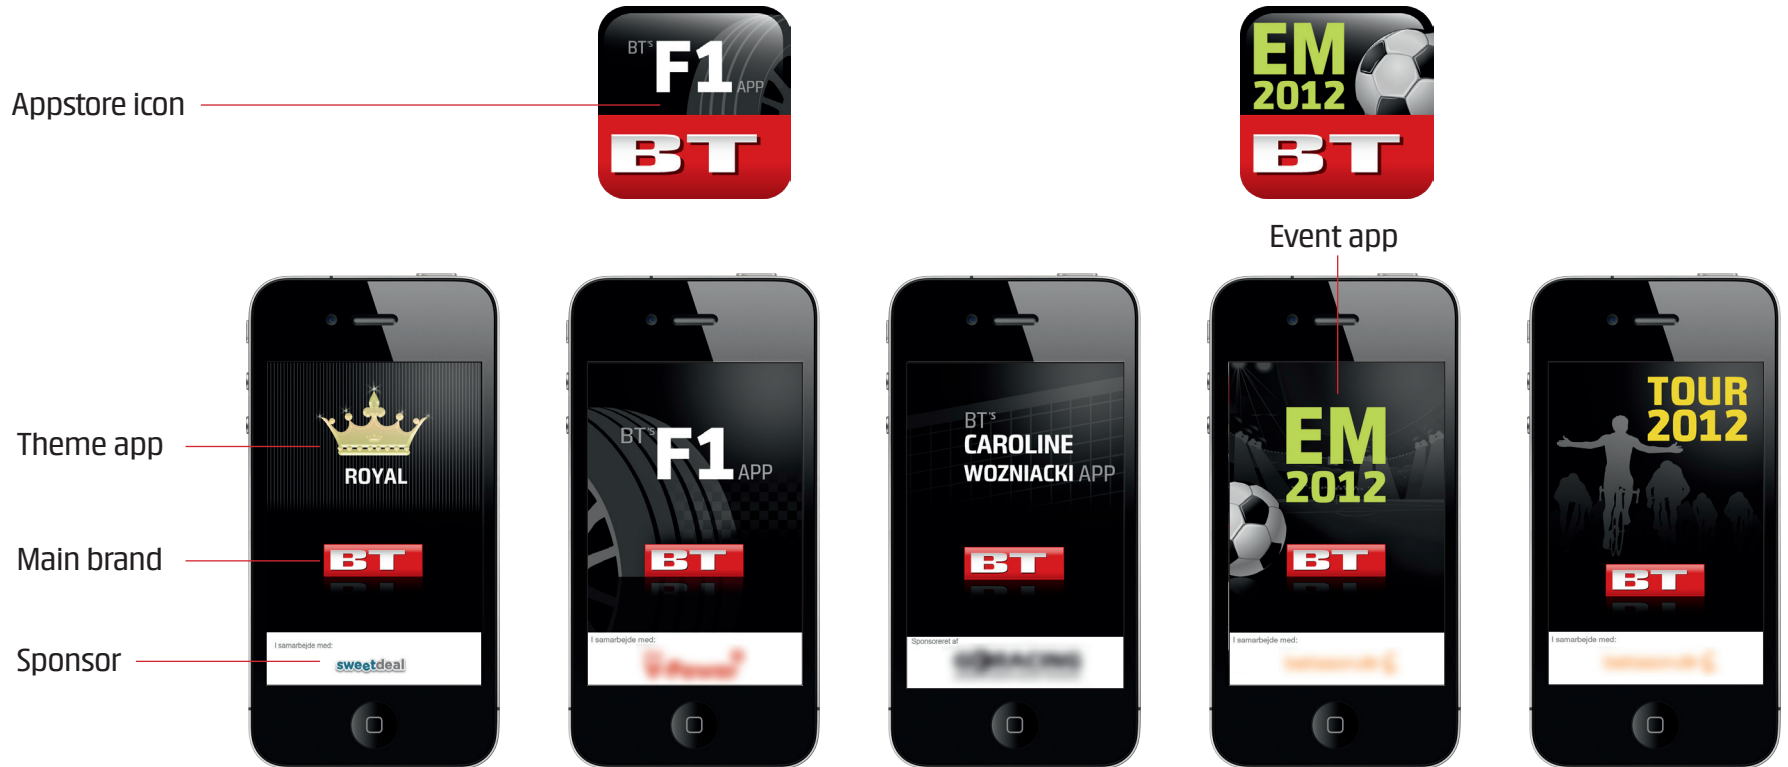 BT's F1 APP
BT
EM
2012
BT
Appstore icon
Event app
Theme app
Main brand
Sponsor
ROYAL
BT
I samarbejde med:
sweetdeal
BT's F1 APP
BT
I samarbejde med:
BT's
CAROLINE
WOZNIACKI APP
BT
Sponsoreret af
EM
2012
BT
I samarbejde med:
TOUR
2012
BT
I samarbejde med: